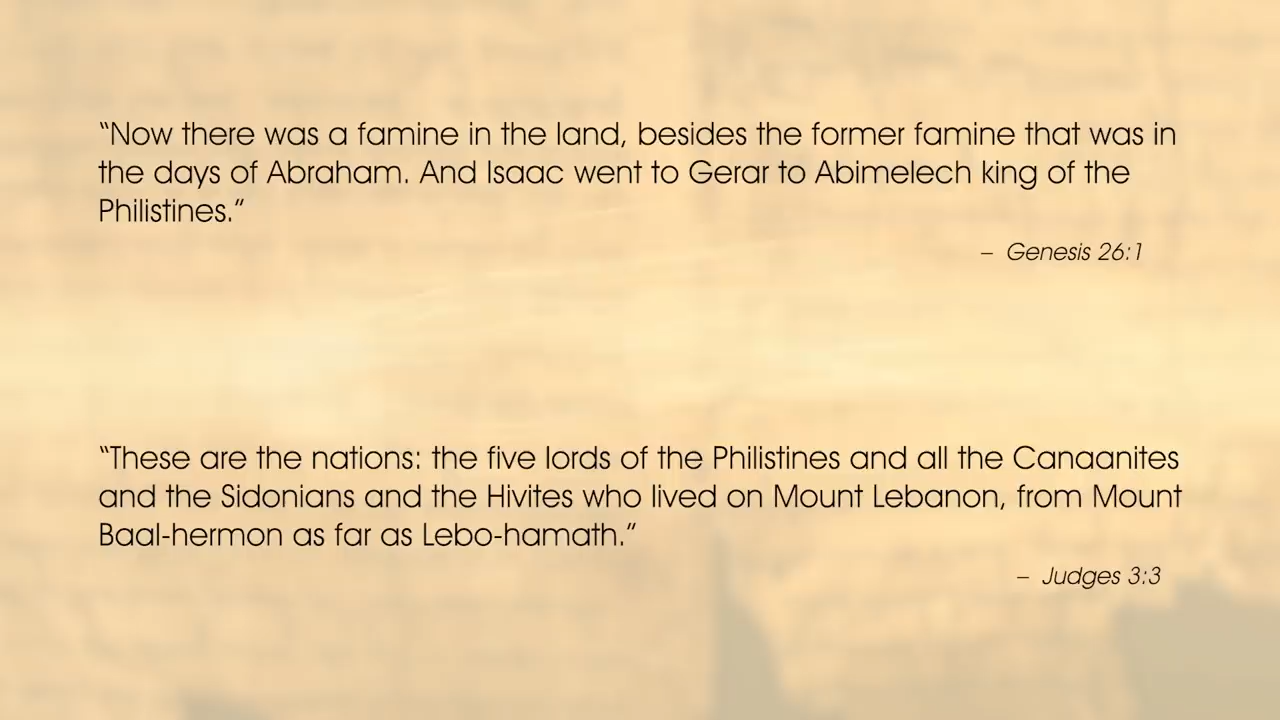 “Now there was a famine in the land, besides the former famine that was in
the days of Abraham. And Isaac went to Gerar to Abimelech king of the
Philistines.”
– Genesis 26:1
“These are the nations: the five lords of the Philistines and all the Canaanites
and the Sidonians and the Hivites who lived on Mount Lebanon, from Mount
Baal-hermon as far as Lebo-hamath.”
– Judges 3:3